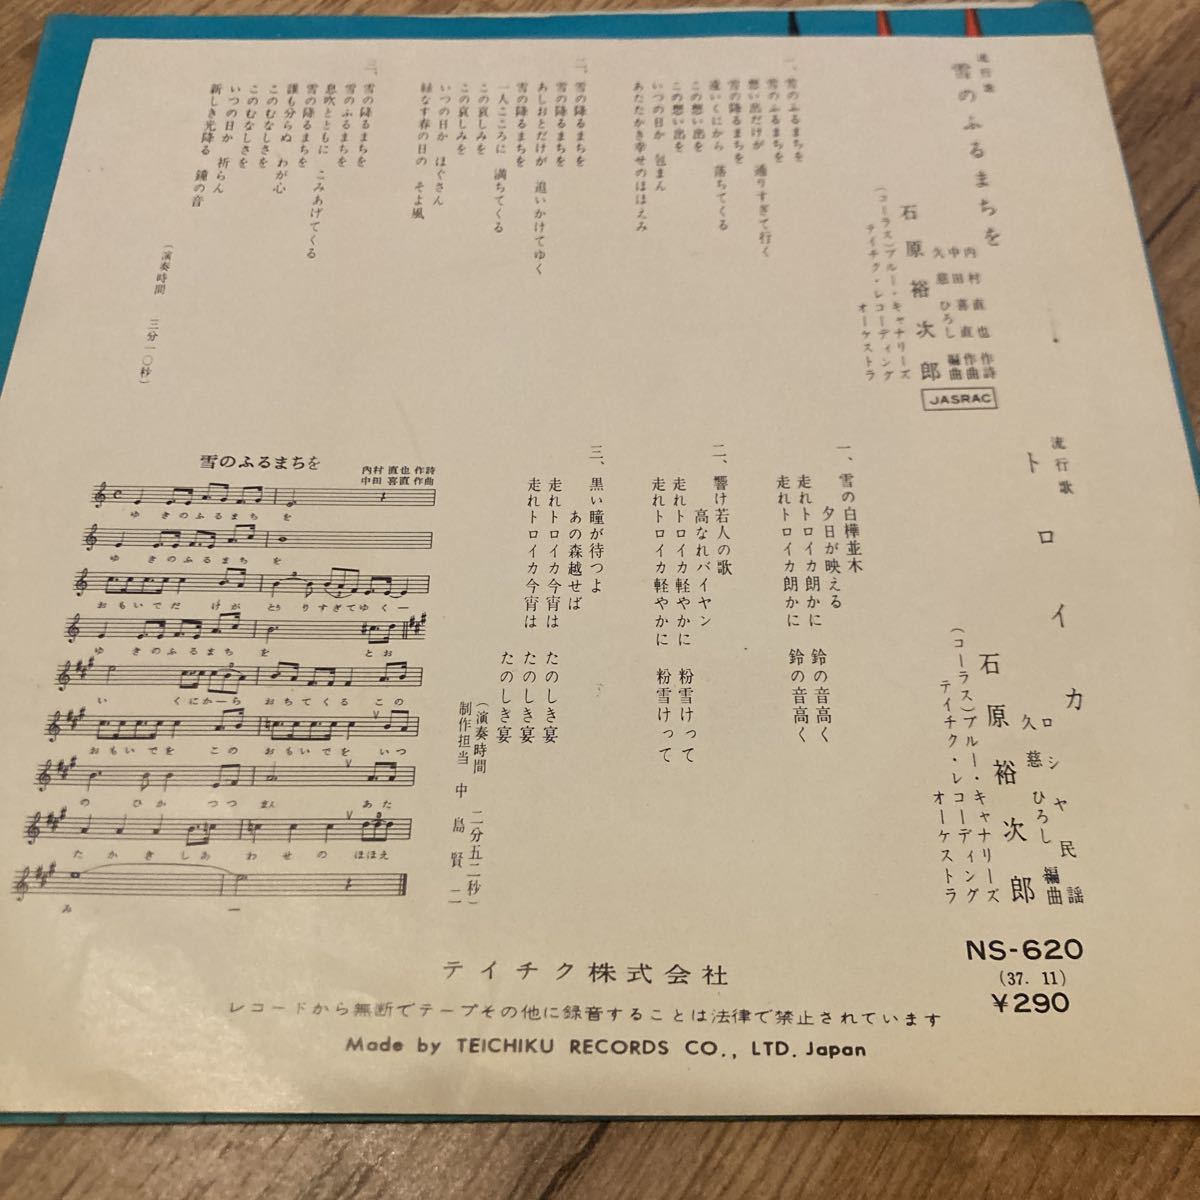 流行歌
雪のふるまちを
内村直也 作詩
中田喜直 作曲
久慈ひろし 編曲
石原裕次郎
(コーラス)ブルー・キャナリーズ
テイチク・レコーディング
オーケストラ
JASRAC
一、雪のふるまちを
雪のふるまちを
想い出だけが 通りすぎて行く
雪の降るまちを
遠いくにから 落ちてくる
この想い出を
この想い出を
いつの日か 包まん
あたたかき幸せのほほえみ
二、雪の降るまちを
雪の降るまちを
あしおとだけが 追いかけてゆく
雪の降るまちを
一人こころに 満ちてくる
この哀しみを
この哀しみを
いつの日か ほぐさん
緑なす春の日の そよ風
三、雪の降るまちを
雪のふるまちを
息吹とともに こみあげてくる
雪の降るまちを
誰も分らぬ わが心
このむなしさを
このむなしさを
いつの日か 祈らん
新しき光降る 鐘の音
(演奏時間 三分一〇秒)
流行歌
トロイカ
ロシヤ民謡
久慈ひろし 編曲
石原裕次郎
(コーラス)ブルー・キャナリーズ
テイチク・レコーディング
オーケストラ
一、雪の白樺並木
夕日が映える
走れトロイカ朗かに 鈴の音高く
走れトロイカ朗かに 鈴の音高く
二、響け若人の歌
高なれバイヤン
走れトロイカ軽やかに 粉雪けって
走れトロイカ軽やかに 粉雪けって
三、黒い瞳が待つよ
あの森越せば
走れトロイカ今宵は たのしき宴
走れトロイカ今宵は たのしき宴
たのしき宴
(演奏時間 二分五二秒)
制作担当 中島賢二
雪のふるまちを
内村 直也 作詩
中田 喜直 作曲
ゆきのふるまちを
ゆきのふるまちを
おもいでだけが とおりすぎてゆくー
ゆきのふるまちを とお
いくにかーら おちてくるこの
おもいでを この おもいでを いつ
のひか つつまん あた
たかきしあわせのほほえ
みー
テイチク株式会社
レコードから無断でテープその他に録音することは法律で禁止されています
Made by TEICHIKU RECORDS CO., LTD. Japan
NS-620
(37. 11)
¥290